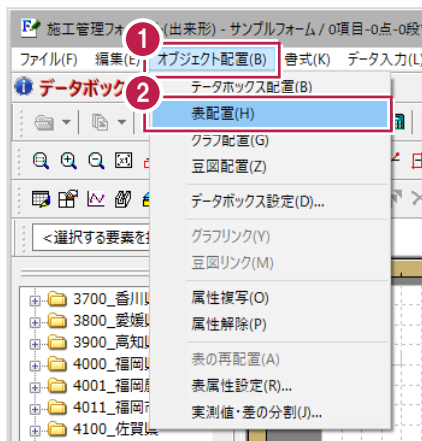 施工管理フォー (出来形) - サンプルフォーム / 0項目-0点-0段
1
ファイル(F) 編集(E) オブジェクト配置(B) 書式(K) データ入力(L)
データボック
データボックス配置(B)
2
表配置(H)
グラフ配置(G)
豆図配置(Z)
データボックス設定(D)...
<選択する要素を
グラフリンク(Y)
豆図リンク(M)
3700_香川県
属性複写(O)
3800_愛媛
属性解除(P)
3900_高知
4000_福岡
表の再配置(A)
4001_福岡
表属性設定(R)...
4011_福岡
実測値・差の分割(J)...
4100_佐賀県